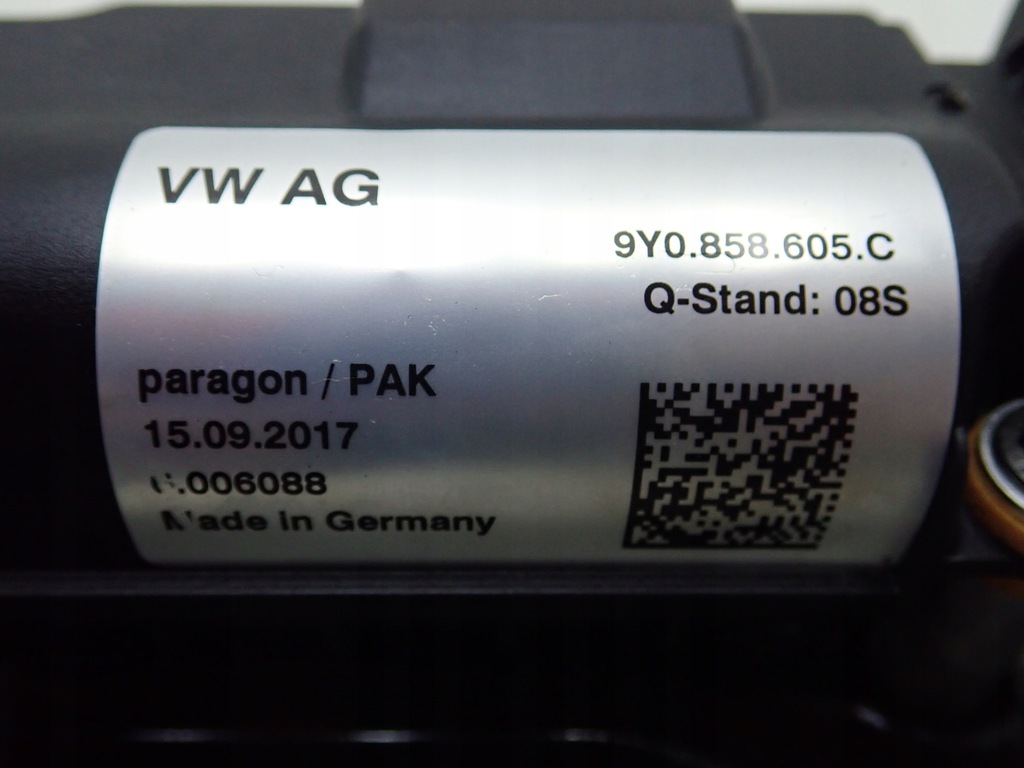 VW AG
9Y0.858.605.C
Q-Stand: 08S
paragon / PAK
15.09.2017
.006088
Made in Germany